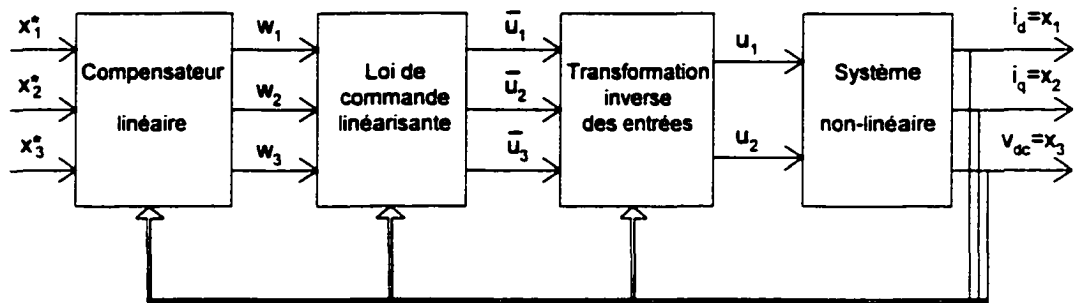 x₁* w₁ ū₁ i_d=x₁
Compensateur
linéaire
Loi de
commande
linéarisante
Transformation
inverse
des entrées
u₁
Système
non-linéaire
x₂* w₂ ū₂ i_q=x₂
x₃* w₃ ū₃ u₂ v_dc=x₃